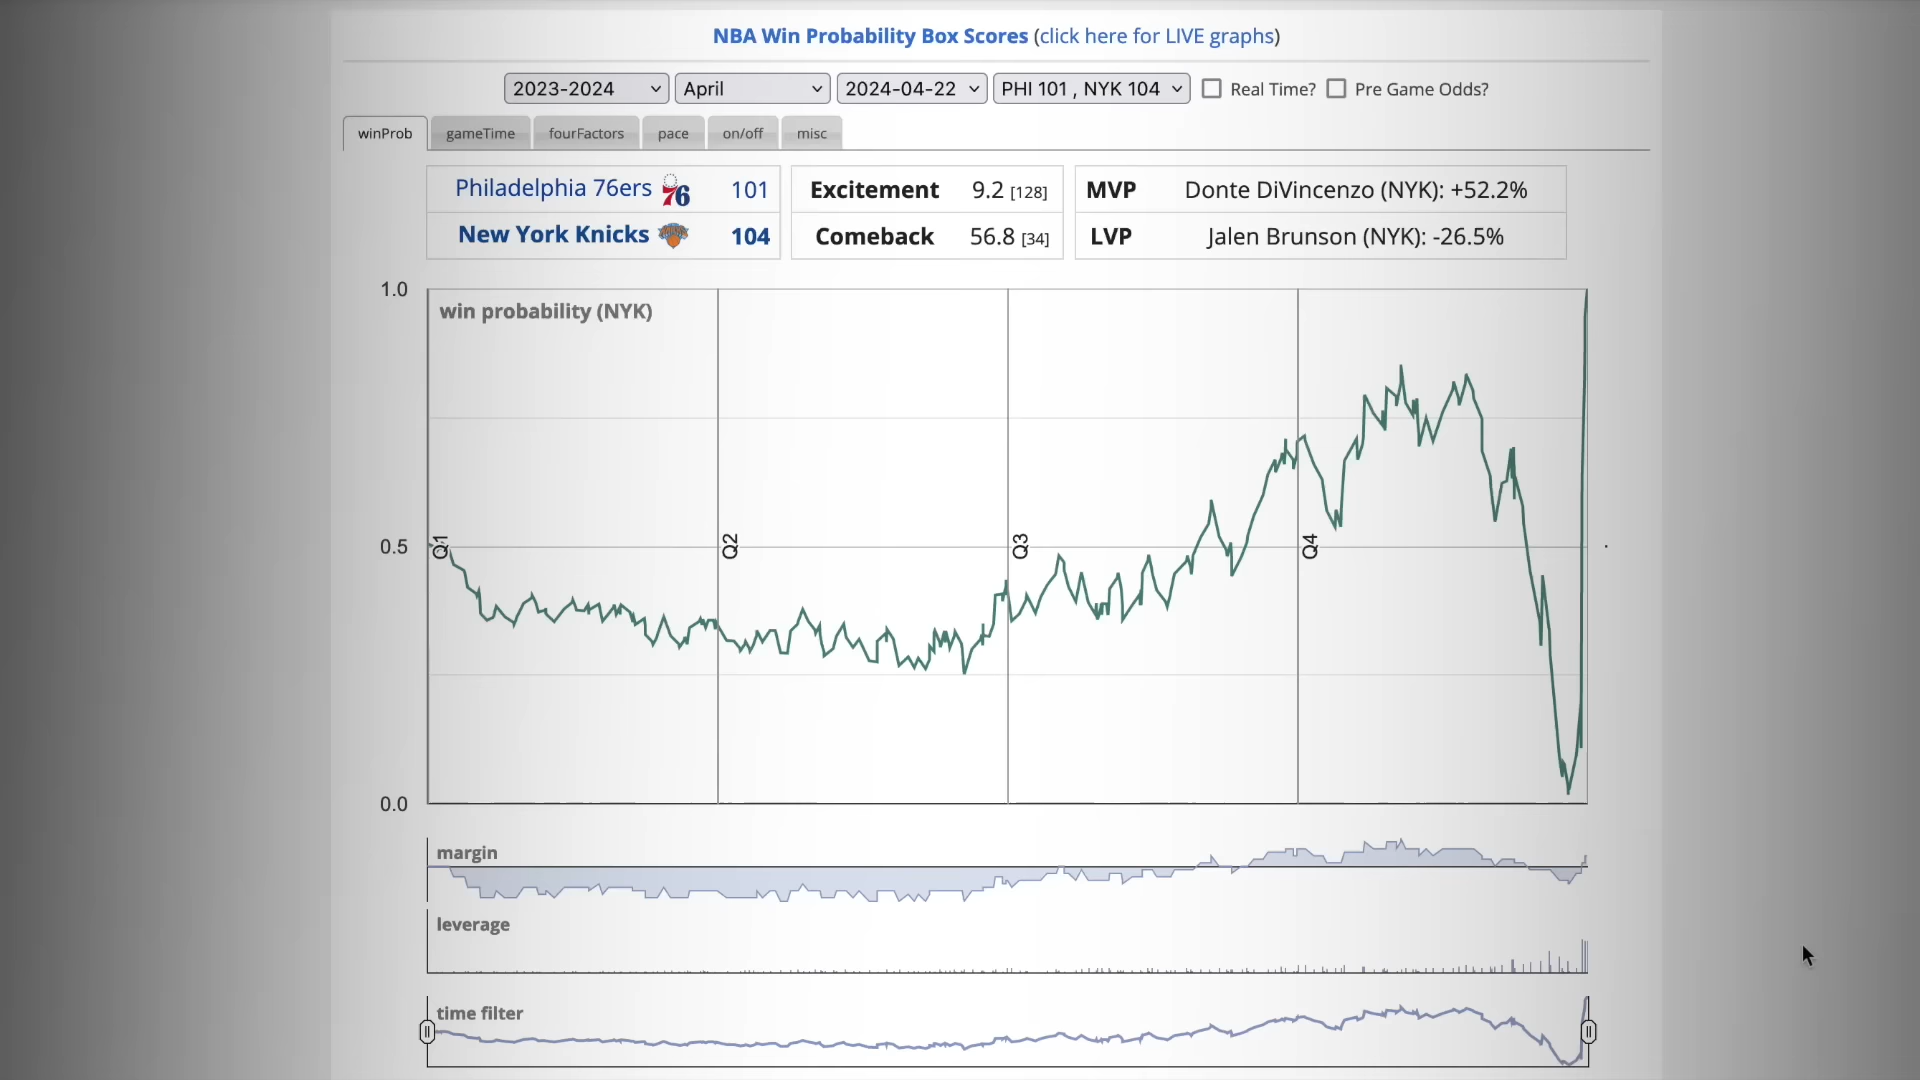 NBA Win Probability Box Scores (click here for LIVE graphs)
2023-2024 April 2024-04-22 PHI 101 , NYK 104 Real Time? Pre Game Odds?
winProb gameTime fourFactors pace on/off misc
Philadelphia 76ers 76 101 Excitement 9.2 [128] MVP Donte DiVincenzo (NYK): +52.2%
New York Knicks 104 Comeback 56.8 [34] LVP Jalen Brunson (NYK): -26.5%
1.0
win probability (NYK)
0.5 Q1 Q2 Q3 Q4
0.0
margin
leverage
time filter